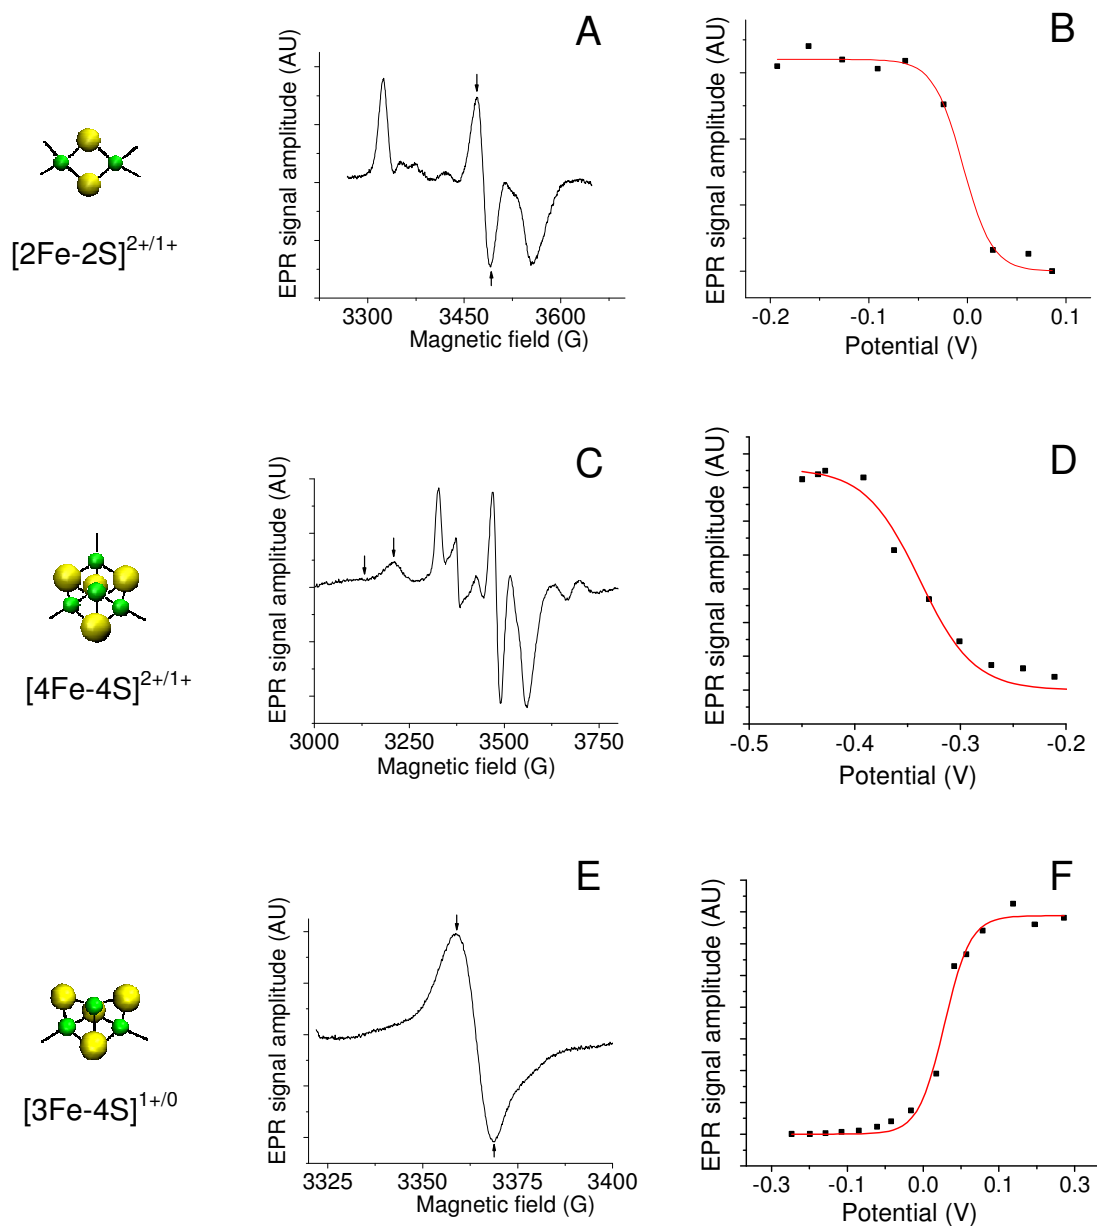 A
EPR signal amplitude (AU)
3300 3450 3600
Magnetic field (G)
B
EPR signal amplitude (AU)
-0.2 -0.1 0.0 0.1
Potential (V)
[2Fe-2S]2+/1+
C
EPR signal amplitude (AU)
3000 3250 3500 3750
Magnetic field (G)
D
EPR signal amplitude (AU)
-0.5 -0.4 -0.3 -0.2
Potential (V)
[4Fe-4S]2+/1+
E
EPR signal amplitude (AU)
3325 3350 3375 3400
Magnetic field (G)
F
EPR signal amplitude (AU)
-0.3 -0.1 0.0 0.1 0.3
Potential (V)
[3Fe-4S]1+/0